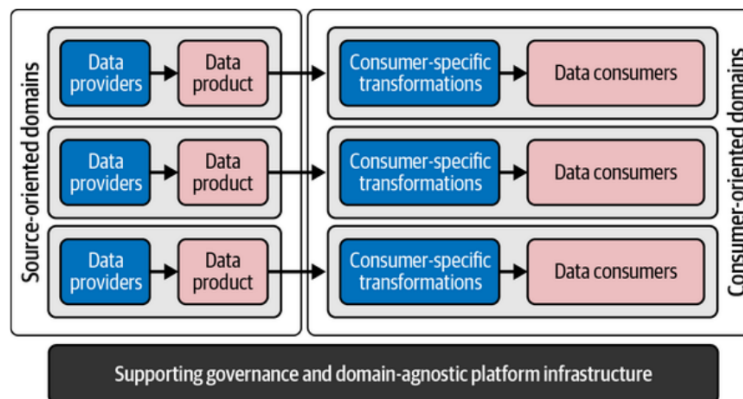 Source-oriented domains
Data
providers
Data
product
Consumer-specific
transformations
Data consumers
Data
providers
Data
product
Consumer-specific
transformations
Data consumers
Data
providers
Data
product
Consumer-specific
transformations
Data consumers
Consumer-oriented domains
Supporting governance and domain-agnostic platform infrastructure